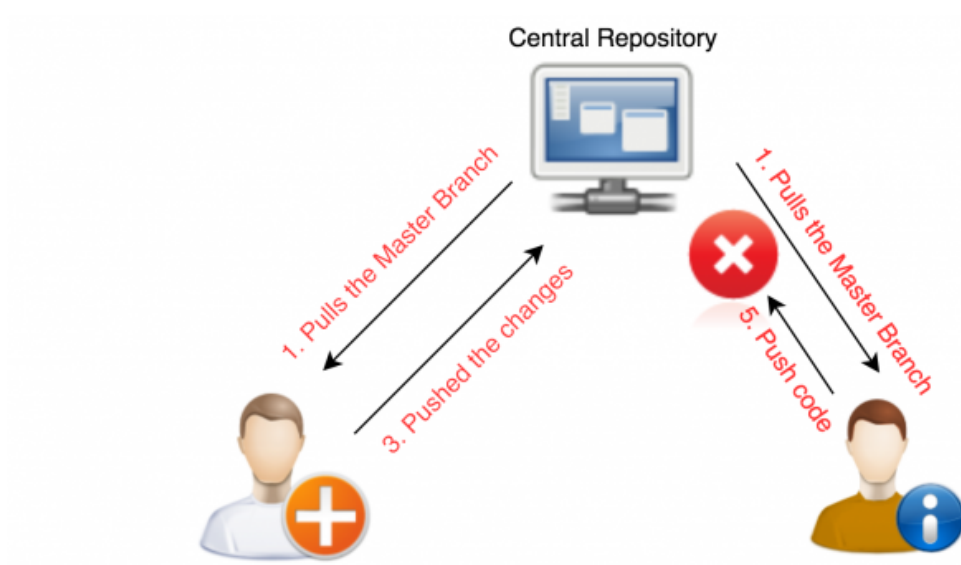 Central Repository
1. Pulls the Master Branch
1. Pulls the Master Branch
3. Pushed the changes
5. Push code